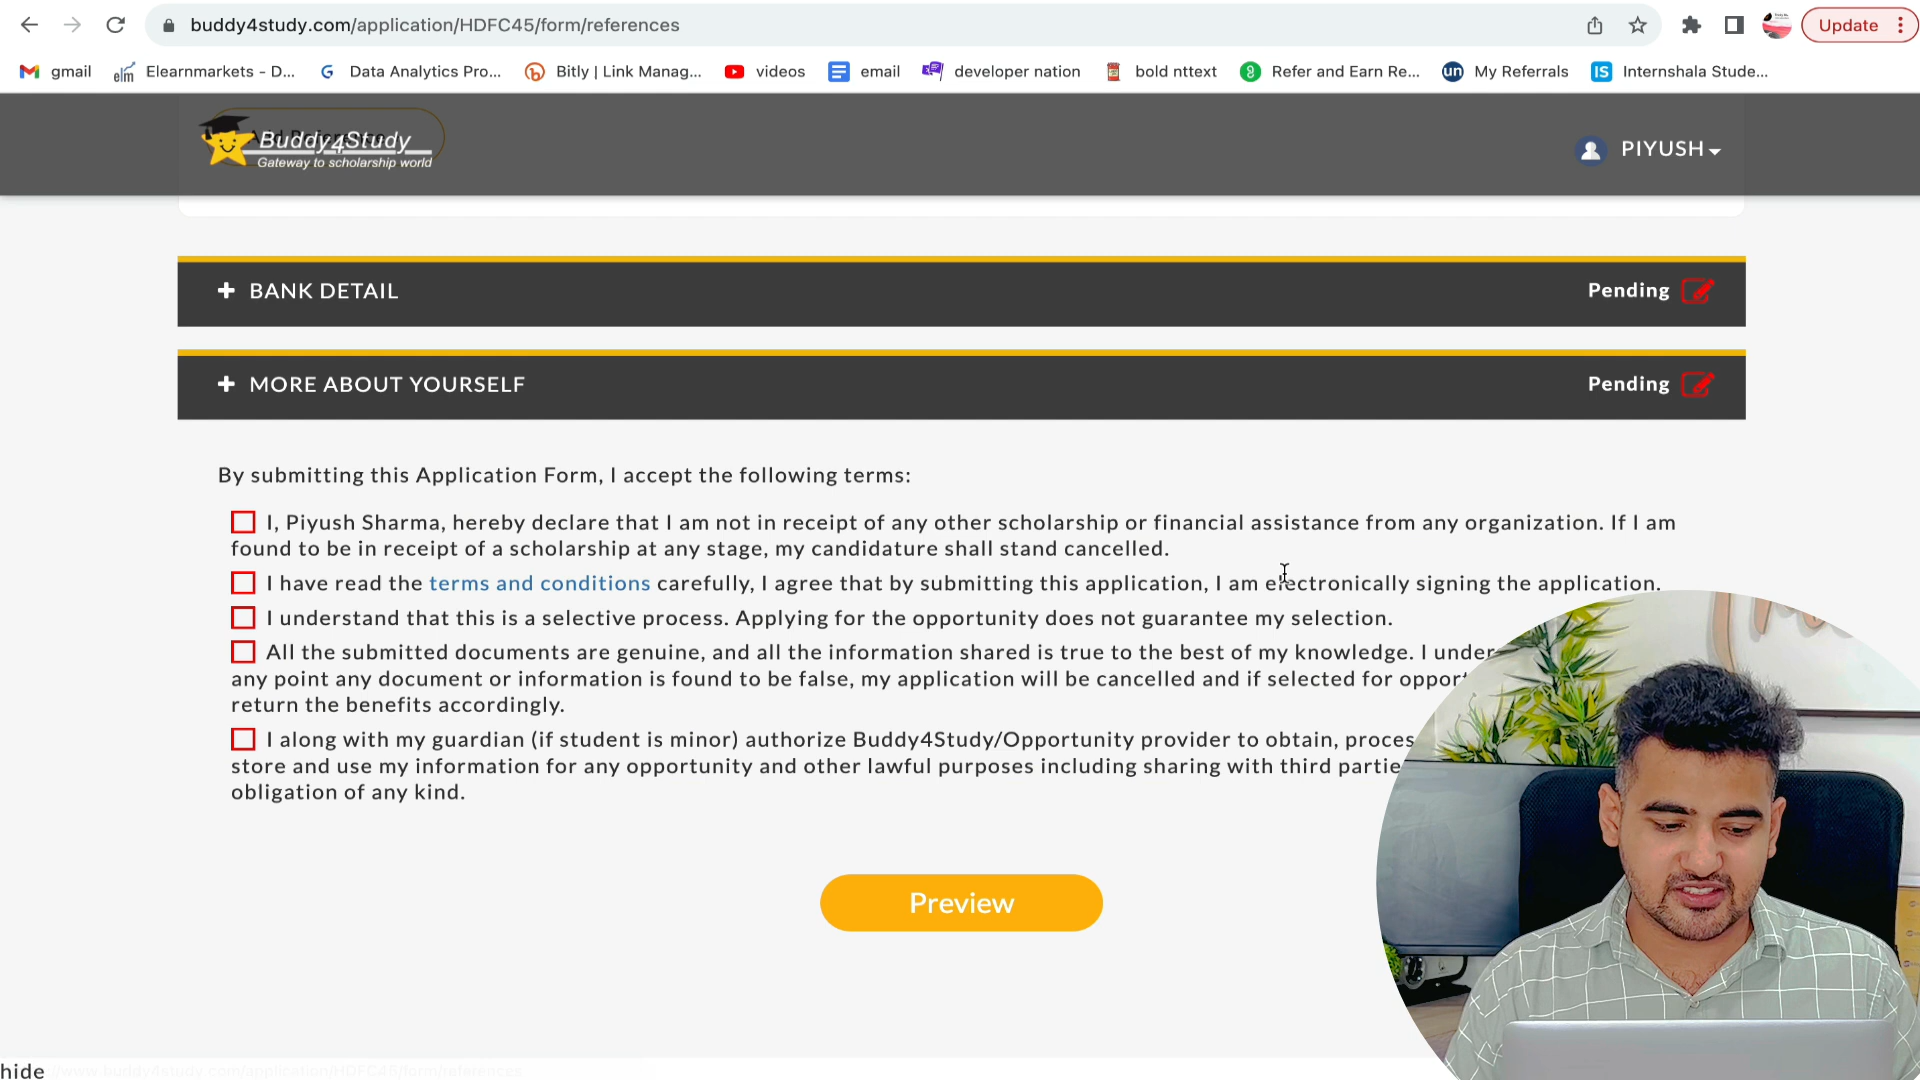 buddy4study.com/application/HDFC45/form/references
Update
gmail
Elearnmarkets - D...
Data Analytics Pro...
Bitly | Link Manag...
videos
email
developer nation
bold nttext
Refer and Earn Re...
My Referrals
Internshala Stude...
Buddy4Study
Gateway to scholarship world
PIYUSH
BANK DETAIL
Pending
MORE ABOUT YOURSELF
Pending
By submitting this Application Form, I accept the following terms:
I, Piyush Sharma, hereby declare that I am not in receipt of any other scholarship or financial assistance from any organization. If I am
found to be in receipt of a scholarship at any stage, my candidature shall stand cancelled.
I have read the terms and conditions carefully, I agree that by submitting this application, I am electronically signing the application.
I understand that this is a selective process. Applying for the opportunity does not guarantee my selection.
All the submitted documents are genuine, and all the information shared is true to the best of my knowledge. I under
any point any document or information is found to be false, my application will be cancelled and if selected for oppor
return the benefits accordingly.
I along with my guardian (if student is minor) authorize Buddy4Study/Opportunity provider to obtain, proces
store and use my information for any opportunity and other lawful purposes including sharing with third partie
obligation of any kind.
Preview
hide